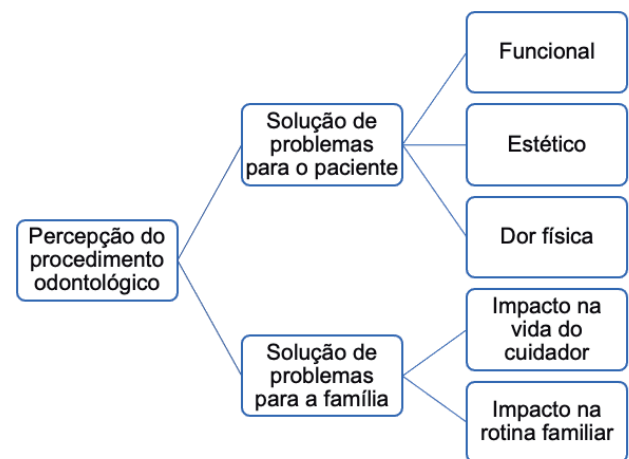 Percepção do
procedimento
odontológico
Solução de
problemas
para o paciente
Funcional
Estético
Dor física
Solução de
problemas
para a família
Impacto na
vida do
cuidador
Impacto na
rotina familiar